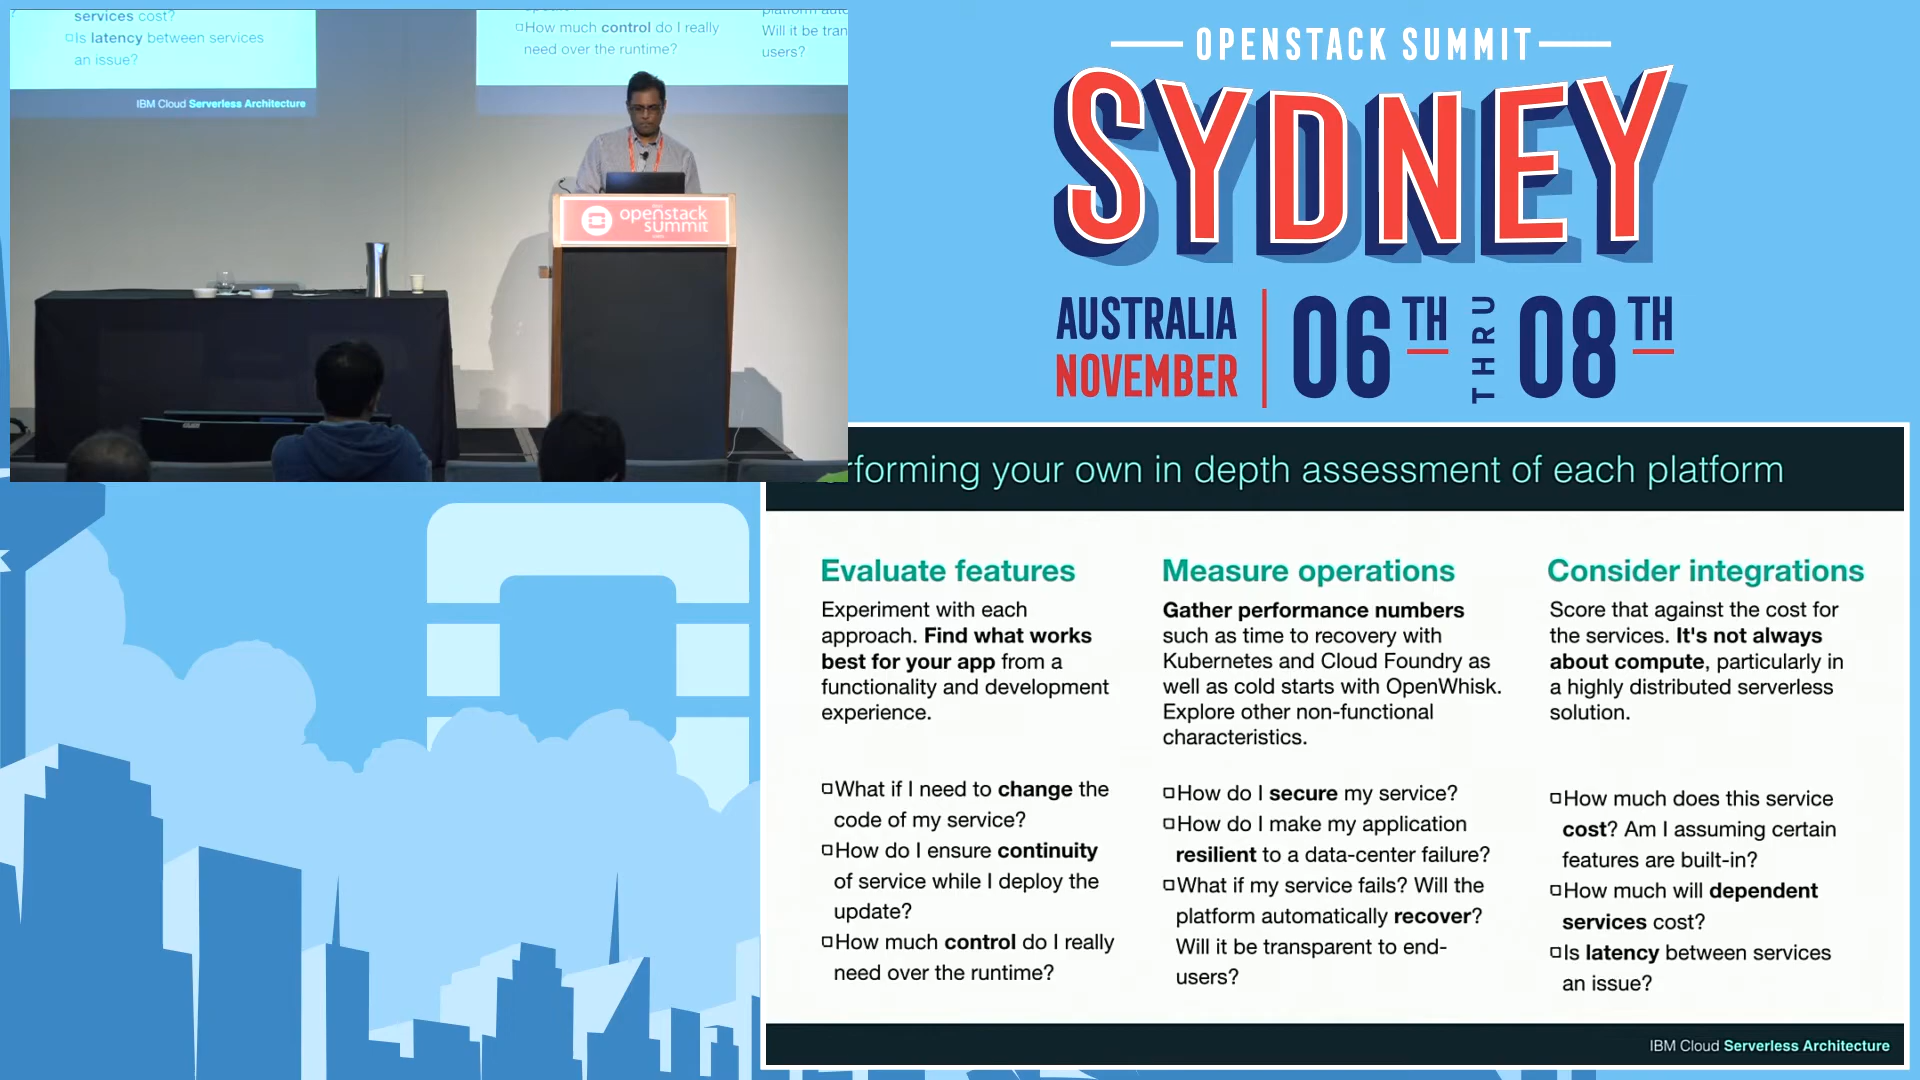 services cost?
Is latency between services
an issue?
IBM Cloud Serverless Architecture
How much control do I really
need over the runtime?
Will it be tran
users?
openstack
summit
OPENSTACK SUMMIT
SYDNEY
AUSTRALIA
NOVEMBER
06TH THRU 08TH
rforming your own in depth assessment of each platform
Evaluate features
Experiment with each
approach. Find what works
best for your app from a
functionality and development
experience.
What if I need to change the
code of my service?
How do I ensure continuity
of service while I deploy the
update?
How much control do I really
need over the runtime?
Measure operations
Gather performance numbers
such as time to recovery with
Kubernetes and Cloud Foundry as
well as cold starts with OpenWhisk.
Explore other non-functional
characteristics.
How do I secure my service?
How do I make my application
resilient to a data-center failure?
What if my service fails? Will the
platform automatically recover?
Will it be transparent to end-
users?
Consider integrations
Score that against the cost for
the services. It's not always
about compute, particularly in
a highly distributed serverless
solution.
How much does this service
cost? Am I assuming certain
features are built-in?
How much will dependent
services cost?
Is latency between services
an issue?
IBM Cloud Serverless Architecture